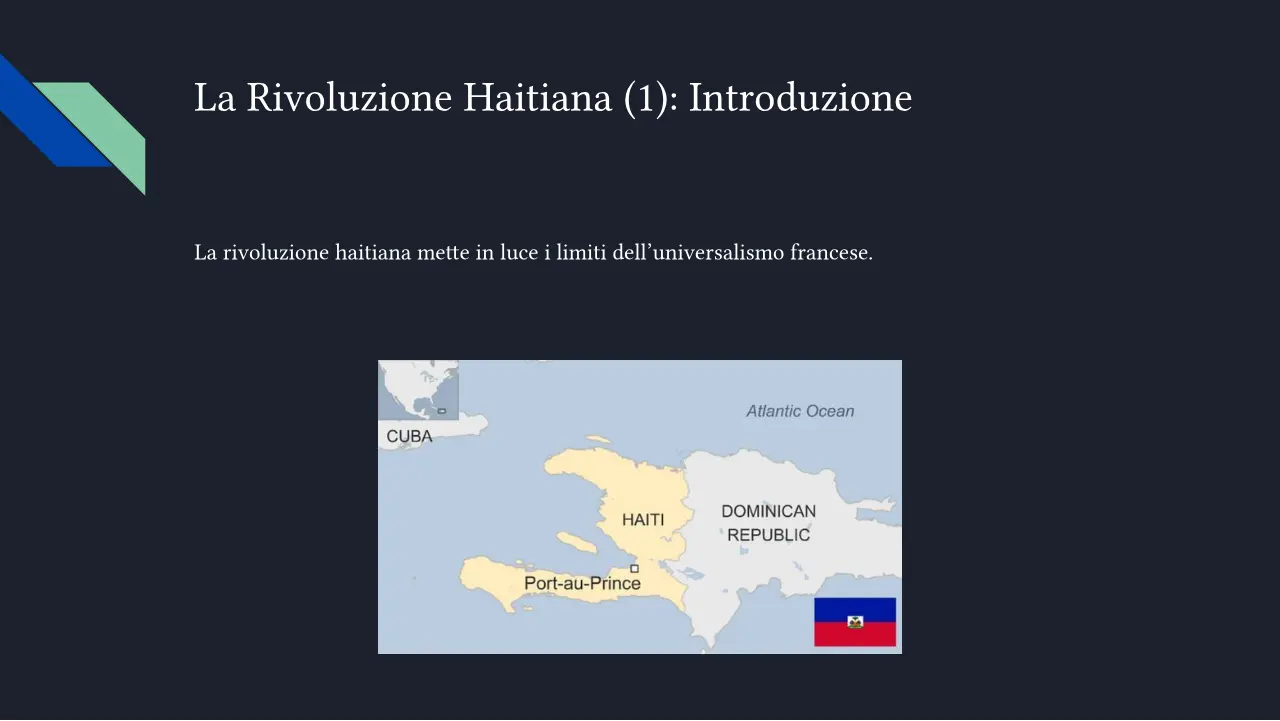 La Rivoluzione Haitiana (1): Introduzione
La rivoluzione haitiana mette in luce i limiti dell’universalismo francese.
Atlantic Ocean
CUBA
HAITI
DOMINICAN
REPUBLIC
Port-au-Prince